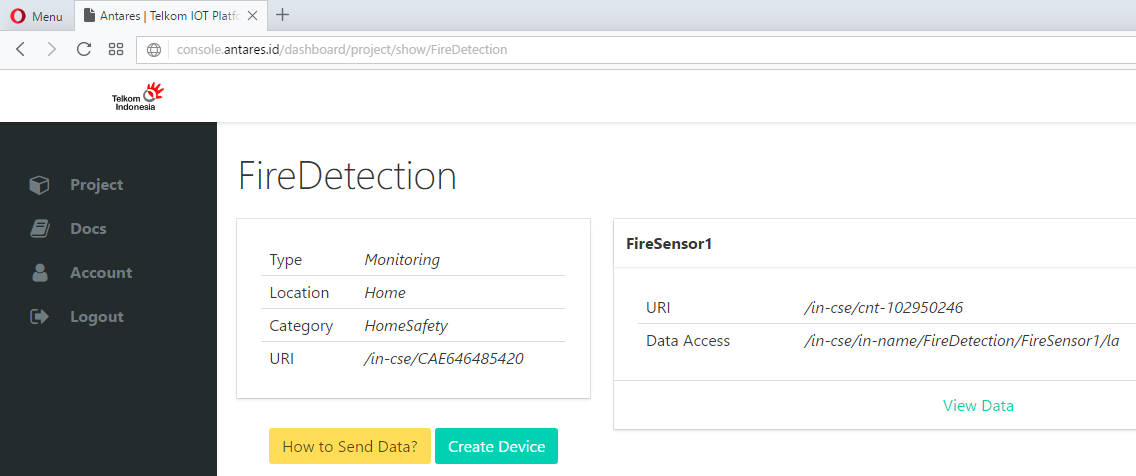 Menu
Antares | Telkom IOT Platfo
console.antares.id/dashboard/project/show/FireDetection
Telkom
Indonesia
Project
Docs
Account
Logout
FireDetection
Type Monitoring
Location Home
Category HomeSafety
URI /in-cse/CAE646485420
How to Send Data? Create Device
FireSensor1
URI /in-cse/cnt-102950246
Data Access /in-cse/in-name/FireDetection/FireSensor1/la
View Data